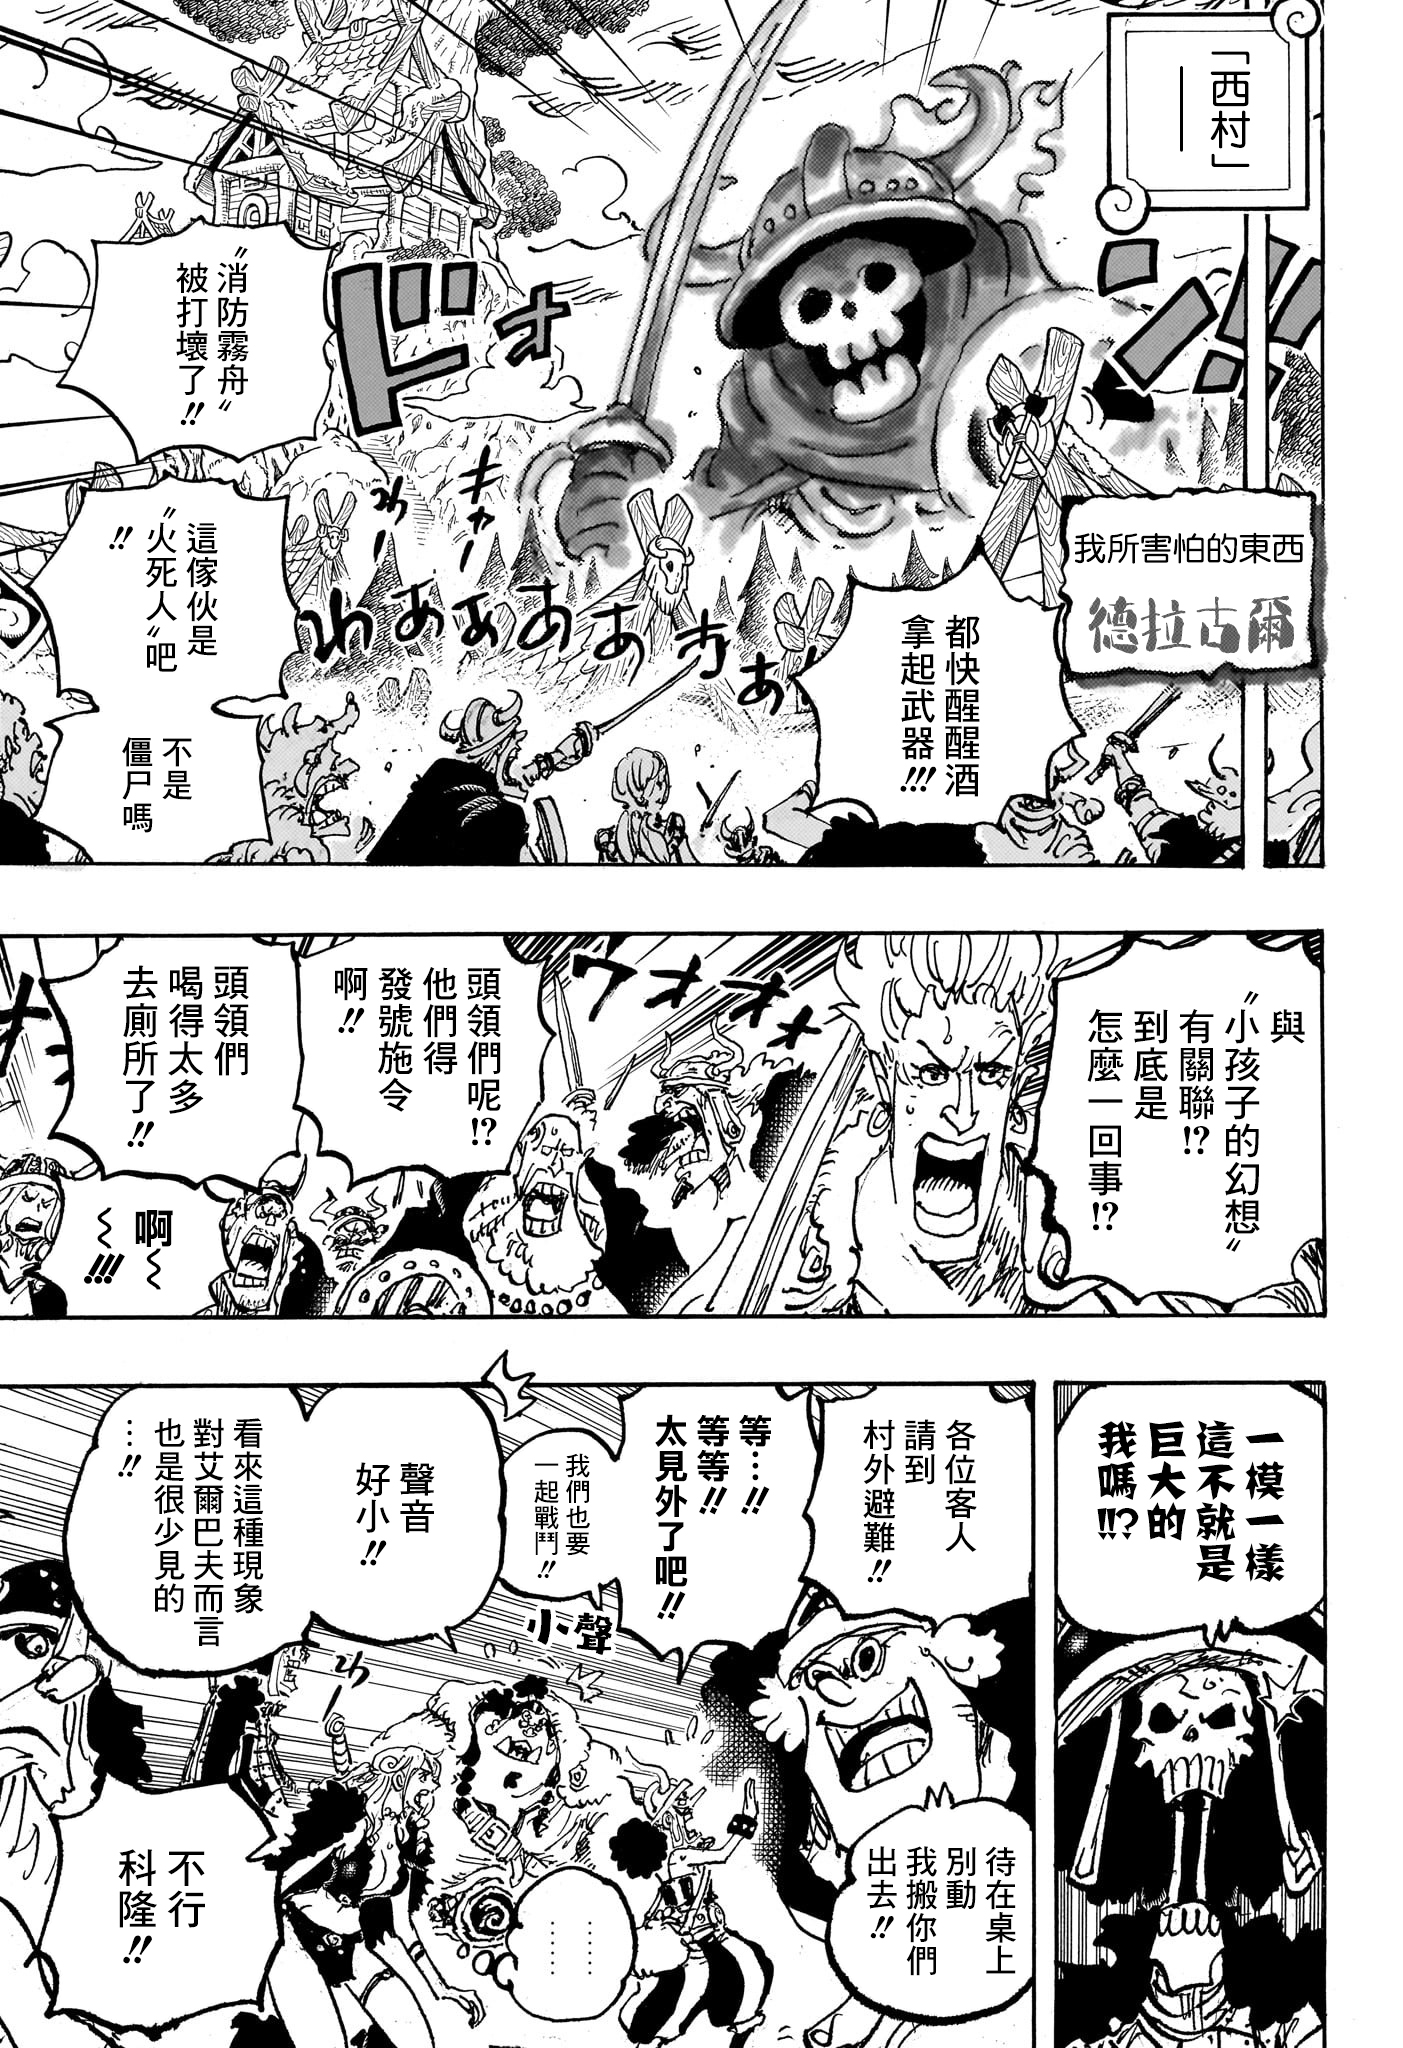 「西村」
——
ドォ
ン!!!
我所害怕的東西
德拉古爾
都快醒醒酒
拿起武器!!!
〝消防霧舟〞
被打壞了!!
這傢伙是
〝火死人〞吧
!!
不是
僵尸嗎
キャー
わー
わああああああ
與
〝小孩子的幻想〞
有關聯!?
到底是
怎麼一回事!?
ウオオオ
頭領們呢!?
他們得
發號施令
啊!!
頭領們
喝得太多
去廁所了!!
啊~
~!!!
一模一樣
這不就是
巨大的
我嗎!!?
各位客人
請到
村外避難!!
等…!!
等等!!
太見外了吧!!
我們也要
一起戰鬥!!
小聲
聲音
好小!!
看來這種現象
對艾爾巴夫而言
也是很少見的
…!!
待在桌上
別動
我搬你們
出去!!
………
………
わー
不行
科隆!!